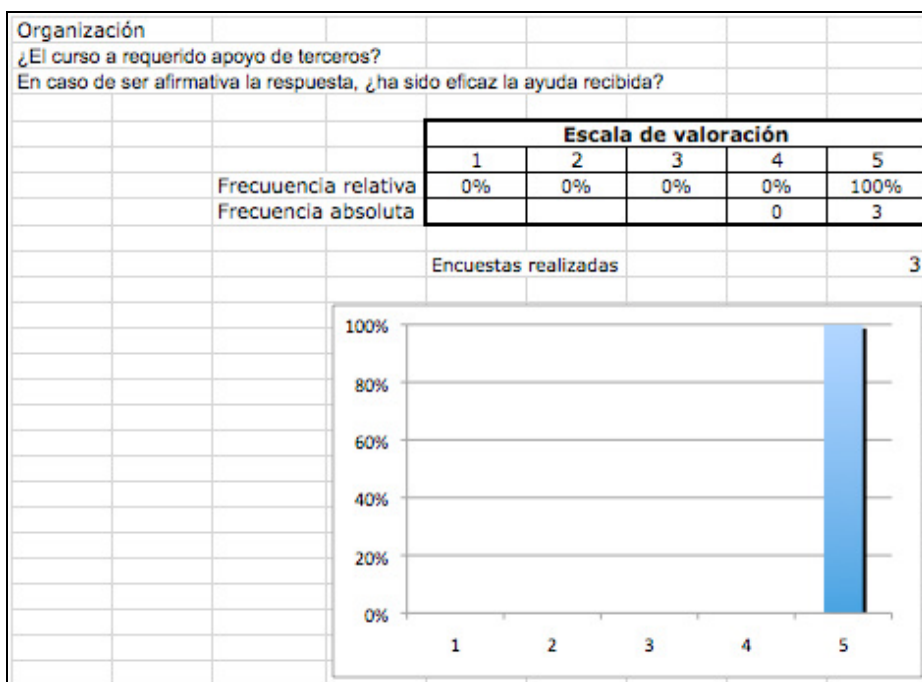 Organización
¿El curso a requerido apoyo de terceros?
En caso de ser afirmativa la respuesta, ¿ha sido eficaz la ayuda recibida?
Escala de valoración
1 2 3 4 5
Frecuuencia relativa 0% 0% 0% 0% 100%
Frecuencia absoluta 0 3
Encuestas realizadas 3
100%
80%
60%
40%
20%
0%
1 2 3 4 5